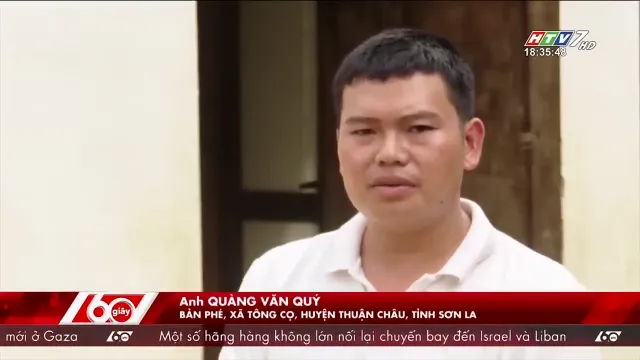 HTV7 HD
18:35:48
Anh QUÀNG VĂN QUÝ
BẢN PHÉ, XÃ TÔNG CỌ, HUYỆN THUẬN CHÂU, TỈNH SƠN LA
60 giây
mới ở Gaza 60 Một số hãng hàng không lớn nối lại chuyến bay đến Israel và Liban 60